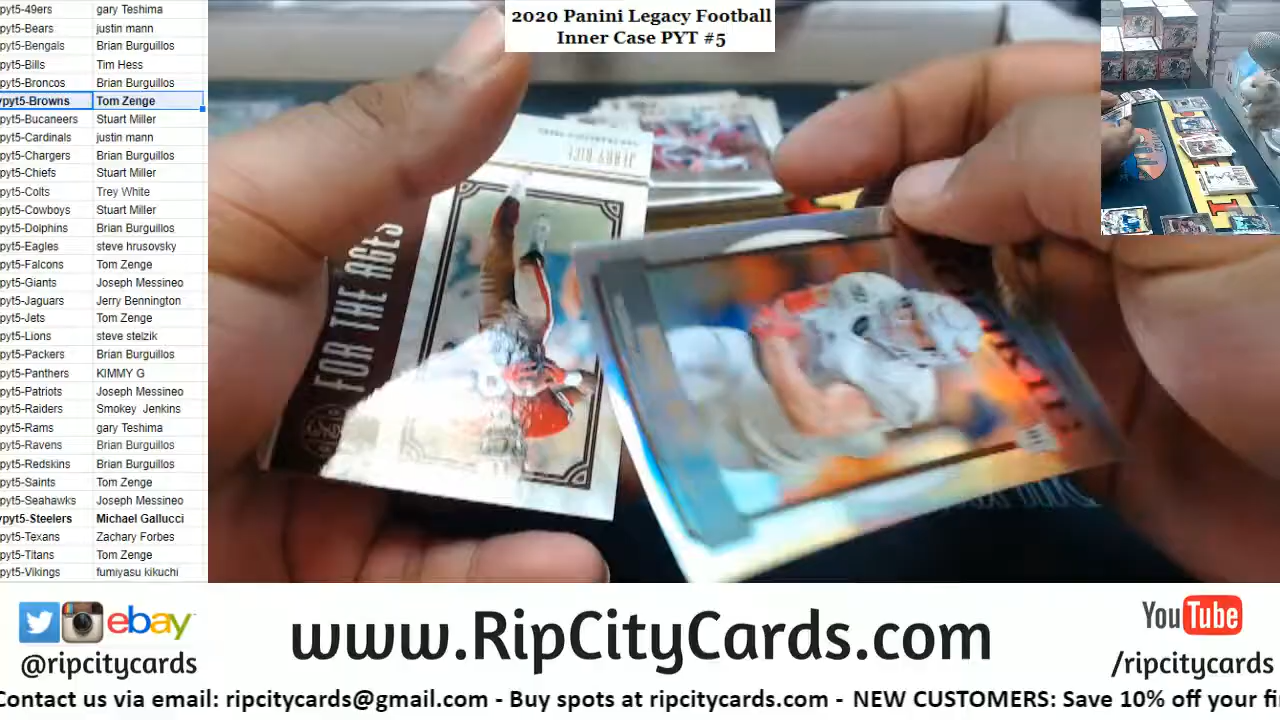 2020 Panini Legacy Football
Inner Case PYT #5
pyt5-49ers gary Teshima
pyt5-Bears justin mann
pyt5-Bengals Brian Burguillos
pyt5-Bills Tim Hess
pyt5-Broncos Brian Burguillos
pyt5-Browns Tom Zenge
pyt5-Bucaneers Stuart Miller
pyt5-Cardinals justin mann
pyt5-Chargers Brian Burguillos
pyt5-Chiefs Stuart Miller
pyt5-Colts Trey White
pyt5-Cowboys Stuart Miller
pyt5-Dolphins Brian Burguillos
pyt5-Eagles steve hrusovsky
pyt5-Falcons Tom Zenge
pyt5-Giants Joseph Messineo
pyt5-Jaguars Jerry Bennington
pyt5-Jets Tom Zenge
pyt5-Lions steve stelzik
pyt5-Packers Brian Burguillos
pyt5-Panthers KIMMY G
pyt5-Patriots Joseph Messineo
pyt5-Raiders Smokey Jenkins
pyt5-Rams gary Teshima
pyt5-Ravens Brian Burguillos
pyt5-Redskins Brian Burguillos
pyt5-Saints Tom Zenge
pyt5-Seahawks Joseph Messineo
pyt5-Steelers Michael Gallucci
pyt5-Texans Zachary Forbes
pyt5-Titans Tom Zenge
pyt5-Vikings fumiyasu kikuchi
JERRY RICE
FOR THE AGES
ebay
@ripcitycards
www.RipCityCards.com
YouTube
/ripcitycards
Contact us via email: ripcitycards@gmail.com - Buy spots at ripcitycards.com - NEW CUSTOMERS: Save 10% off your